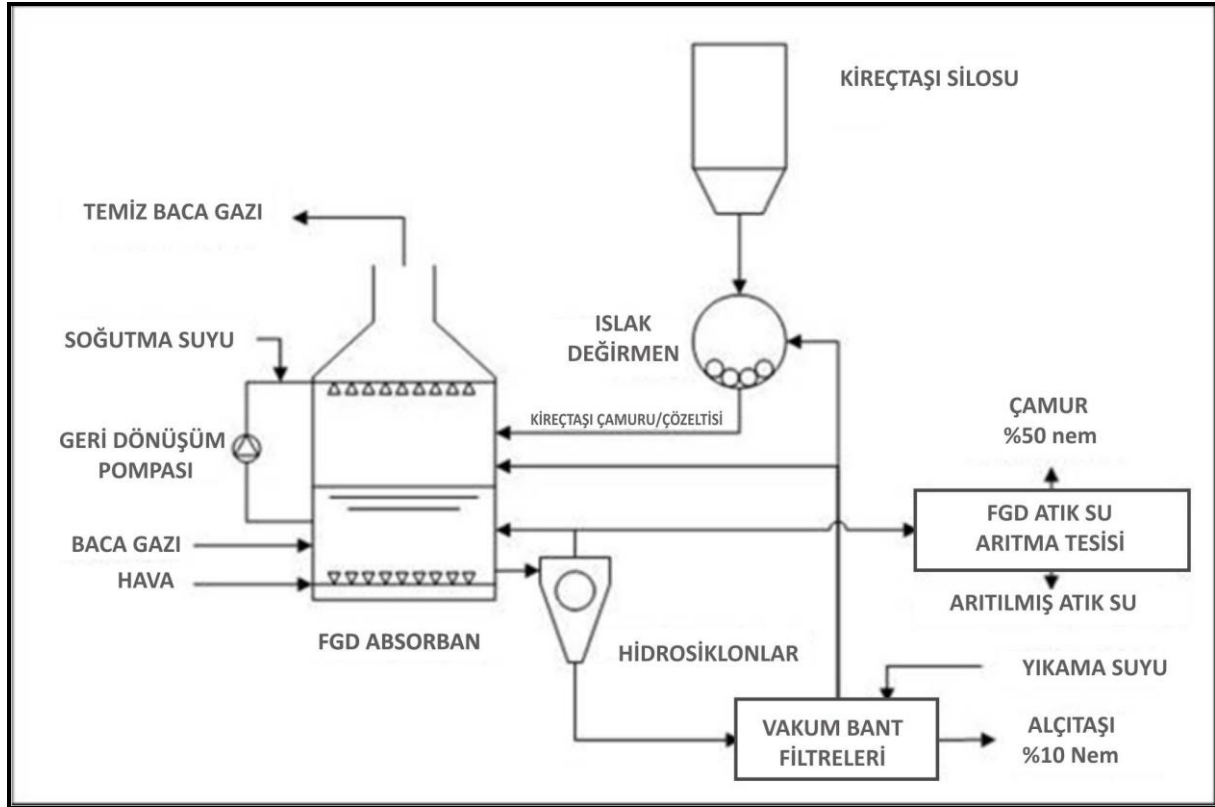 KİREÇTAŞI SİLOSU
TEMİZ BACA GAZI
SOĞUTMA SUYU
ISLAK
DEĞİRMEN
KİREÇTAŞI ÇAMURU/ÇÖZELTİSİ
GERİ DÖNÜŞÜM
POMPASI
ÇAMUR
%50 nem
FGD ATIK SU
ARITMA TESİSİ
BACA GAZI
HAVA
ARITILMIŞ ATIK SU
FGD ABSORBAN
HİDROSİKLONLAR
YIKAMA SUYU
VAKUM BANT
FİLTRELERİ
ALÇITAŞI
%10 Nem